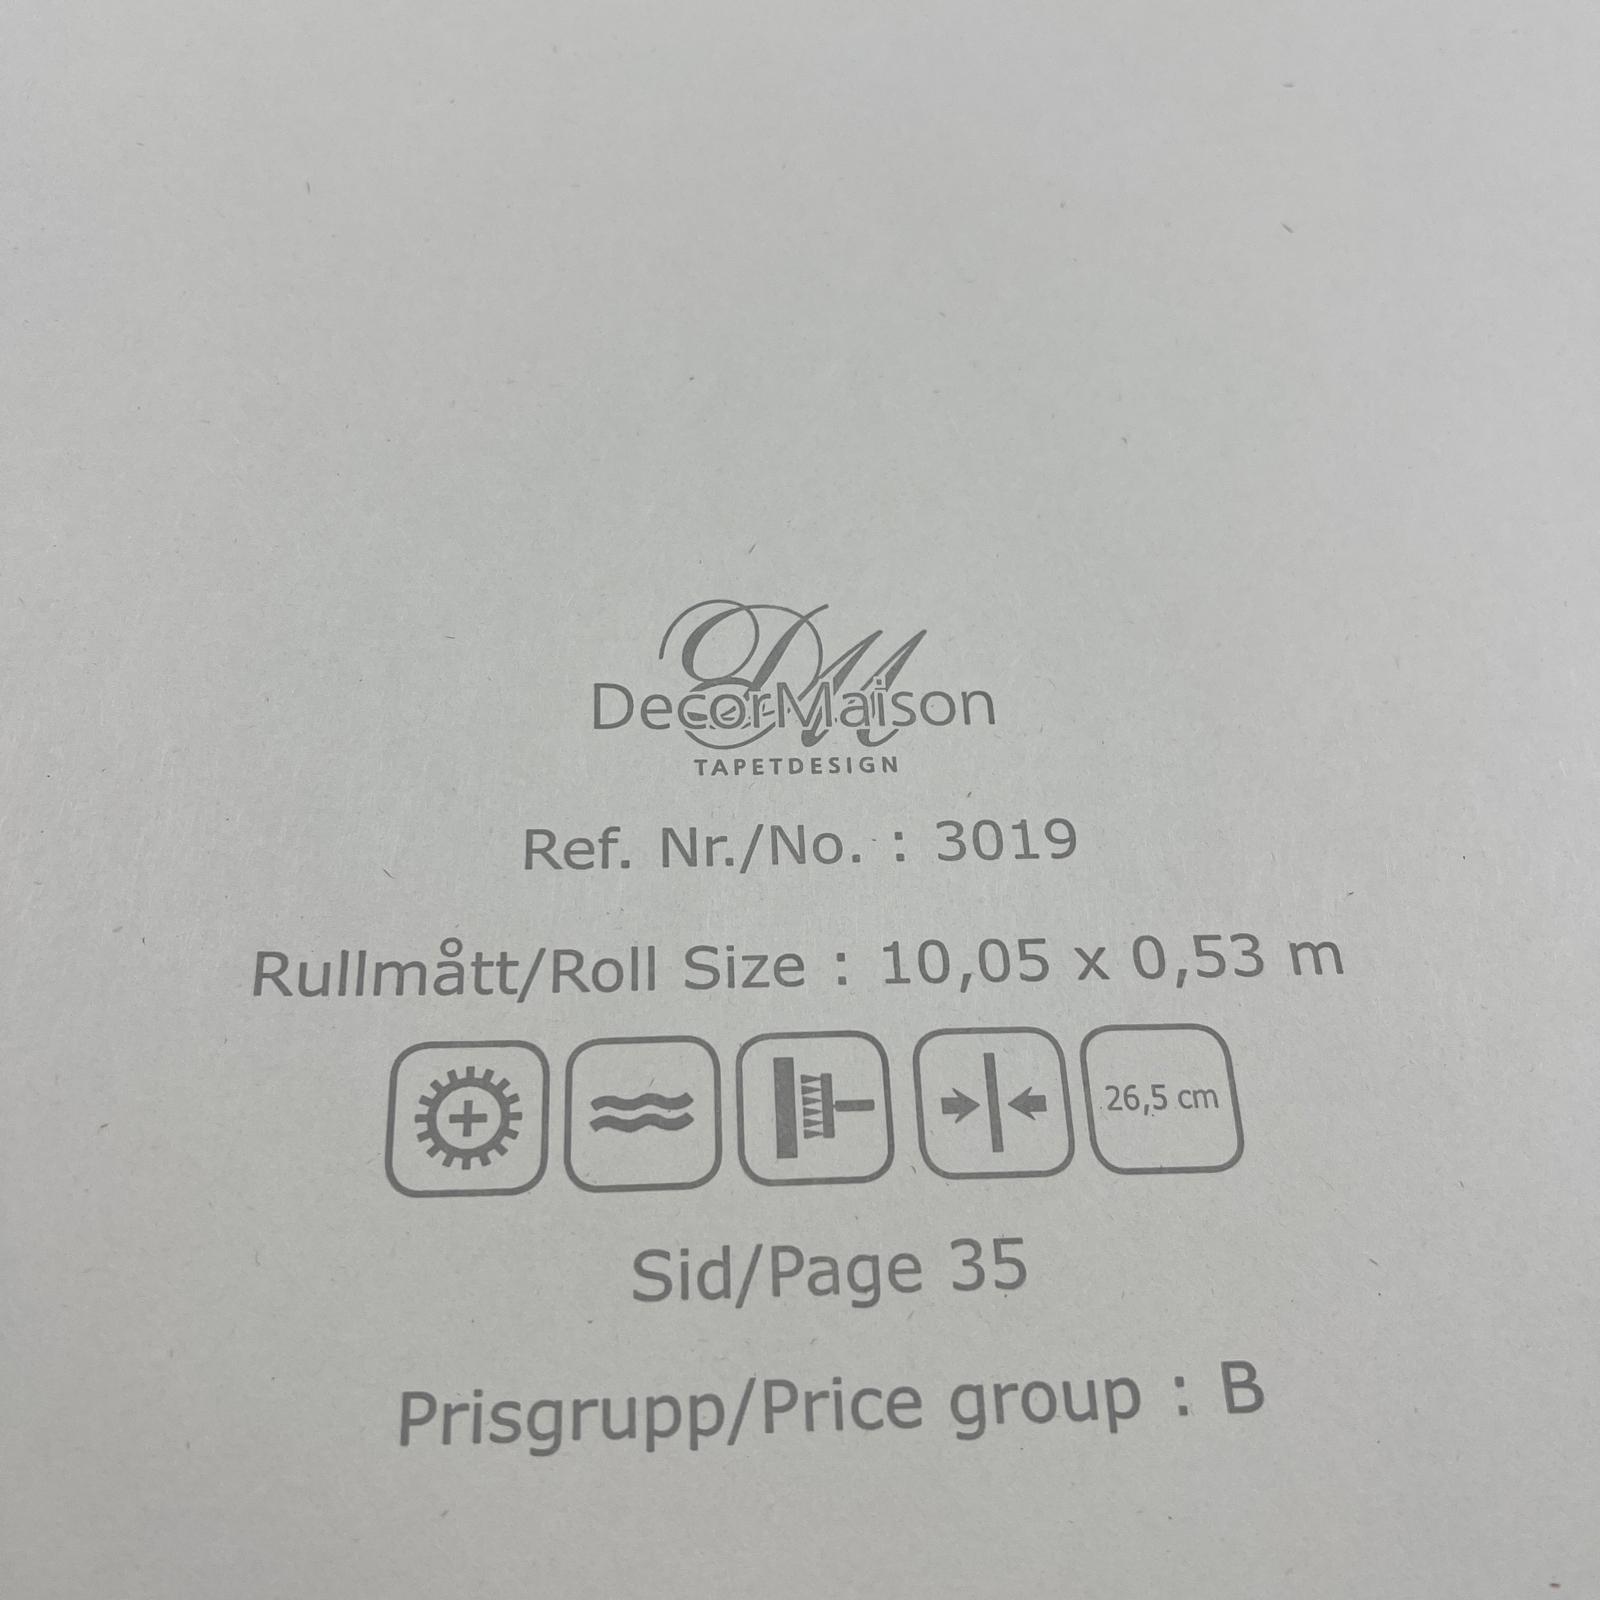 DM
DecorMaison
TAPETDESIGN
Ref. Nr./No. : 3019
Rullmått/Roll Size : 10,05 x 0,53 m
26,5 cm
Sid/Page 35
Prisgrupp/Price group : B